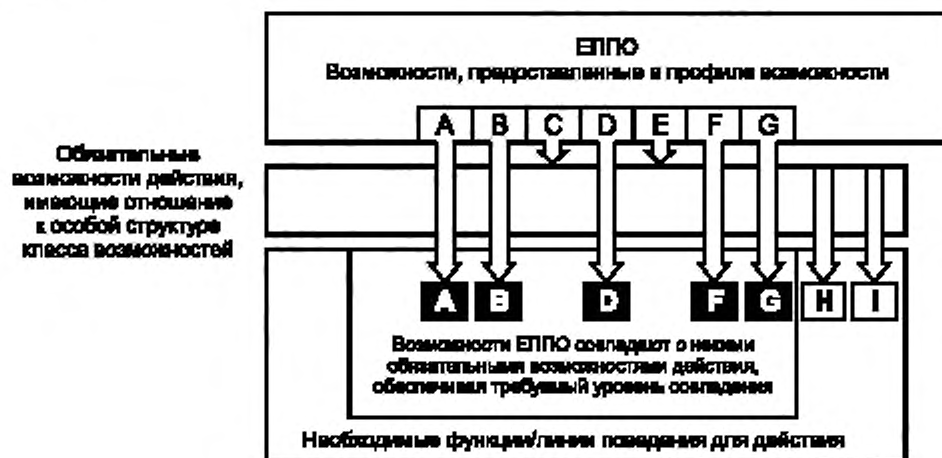 ЕППО
Возможности, предоставленные в профиле возможности
A B C D E F G
Обязательные
возможности действия,
имеющие отношение
к особой структуре
класса возможностей
A B D F G H I
Возможности ЕППО совпадают с некими
обязательными возможностями действия,
обеспечивая требуемый уровень совпадения
Необходимые функции/линии поведения для действия